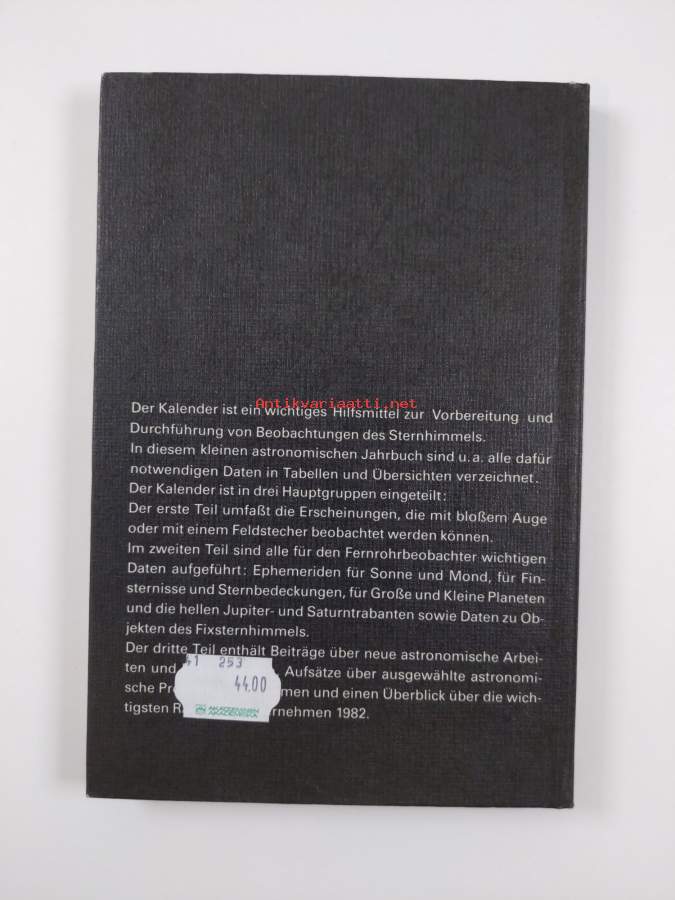 Antikvariaatti.net
Der Kalender ist ein wichtiges Hilfsmittel zur Vorbereitung und
Durchführung von Beobachtungen des Sternhimmels.
In diesem kleinen astronomischen Jahrbuch sind u. a. alle dafür
notwendigen Daten in Tabellen und Übersichten verzeichnet.
Der Kalender ist in drei Hauptgruppen eingeteilt:
Der erste Teil umfaßt die Erscheinungen, die mit bloßem Auge
oder mit einem Feldstecher beobachtet werden können.
Im zweiten Teil sind alle für den Fernrohrbeobachter wichtigen
Daten aufgeführt: Ephemeriden für Sonne und Mond, für Fin-
sternisse und Sternbedeckungen, für Große und Kleine Planeten
und die hellen Jupiter- und Saturntrabanten sowie Daten zu Ob-
jekten des Fixsternhimmels.
Der dritte Teil enthält Beiträge über neue astronomische Arbei-
ten und Aufsätze über ausgewählte astronomi-
sche men und einen Überblick über die wich-
tigsten rnehmen 1982.
41 253
44.00
AKATEEMINEN
AKADEMISKA